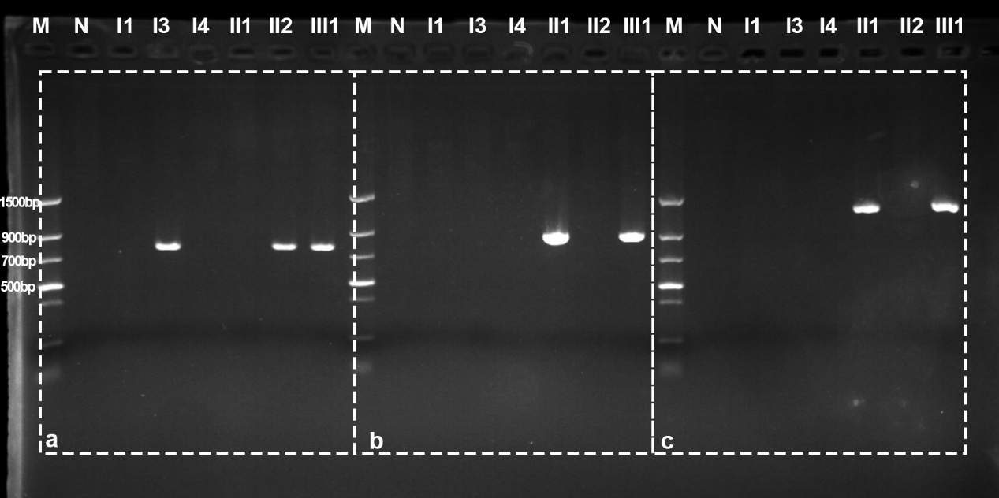 M N I1 I3 I4 II1 II2 III1 M N I1 I3 I4 II1 II2 III1 M N I1 I3 I4 II1 II2 III1
1500bp
900bp
700bp
500bp
a b c